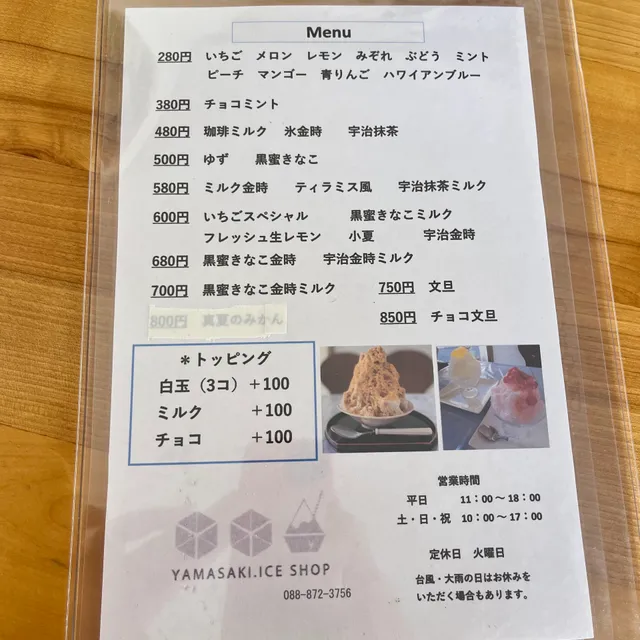 Menu
280円 いちご メロン レモン みぞれ ぶどう ミント
ピーチ マンゴー 青りんご ハワイアンブルー
380円 チョコミント
480円 珈琲ミルク 氷金時 宇治抹茶
500円 ゆず 黒蜜きなこ
580円 ミルク金時 ティラミス風 宇治抹茶ミルク
600円 いちごスペシャル 黒蜜きなこミルク
フレッシュ生レモン 小夏 宇治金時
680円 黒蜜きなこ金時 宇治金時ミルク
700円 黒蜜きなこ金時ミルク 750円 文旦
800円 真夏のみかん 850円 チョコ文旦
＊トッピング
白玉（3コ）＋100
ミルク ＋100
チョコ ＋100
営業時間
平日 11：00～18：00
土・日・祝 10：00～17：00
定休日 火曜日
台風・大雨の日はお休みを
いただく場合もあります。
YAMASAKI.ICE SHOP
088-872-3756